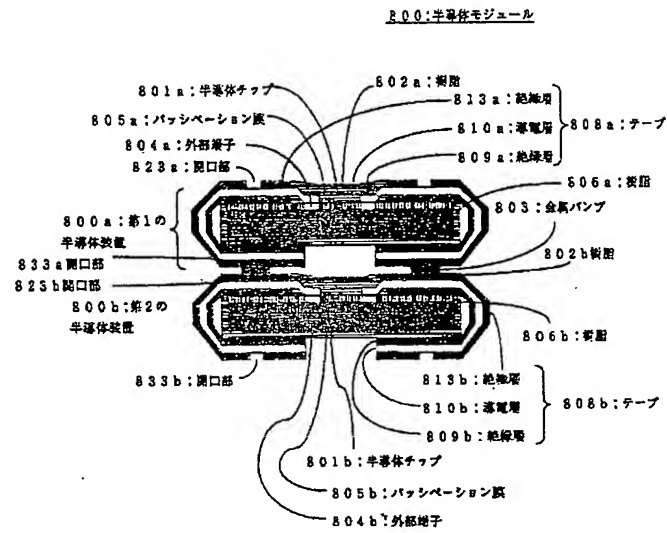 800:半導体モジュール
801a:半導体チップ
802a:樹脂
805a:パッシベーション膜
813a:絶縁層
804a:外部端子
810a:導電層
808a:テープ
823a:開口部
809a:絶縁層
806a:樹脂
800a:第1の
半導体装置
803:金属バンプ
802b樹脂
833a開口部
823b開口部
800b:第2の
半導体装置
806b:樹脂
833b:開口部
813b:絶縁層
810b:導電層
808b:テープ
809b:絶縁層
801b:半導体チップ
805b:パッシベーション膜
804b:外部端子